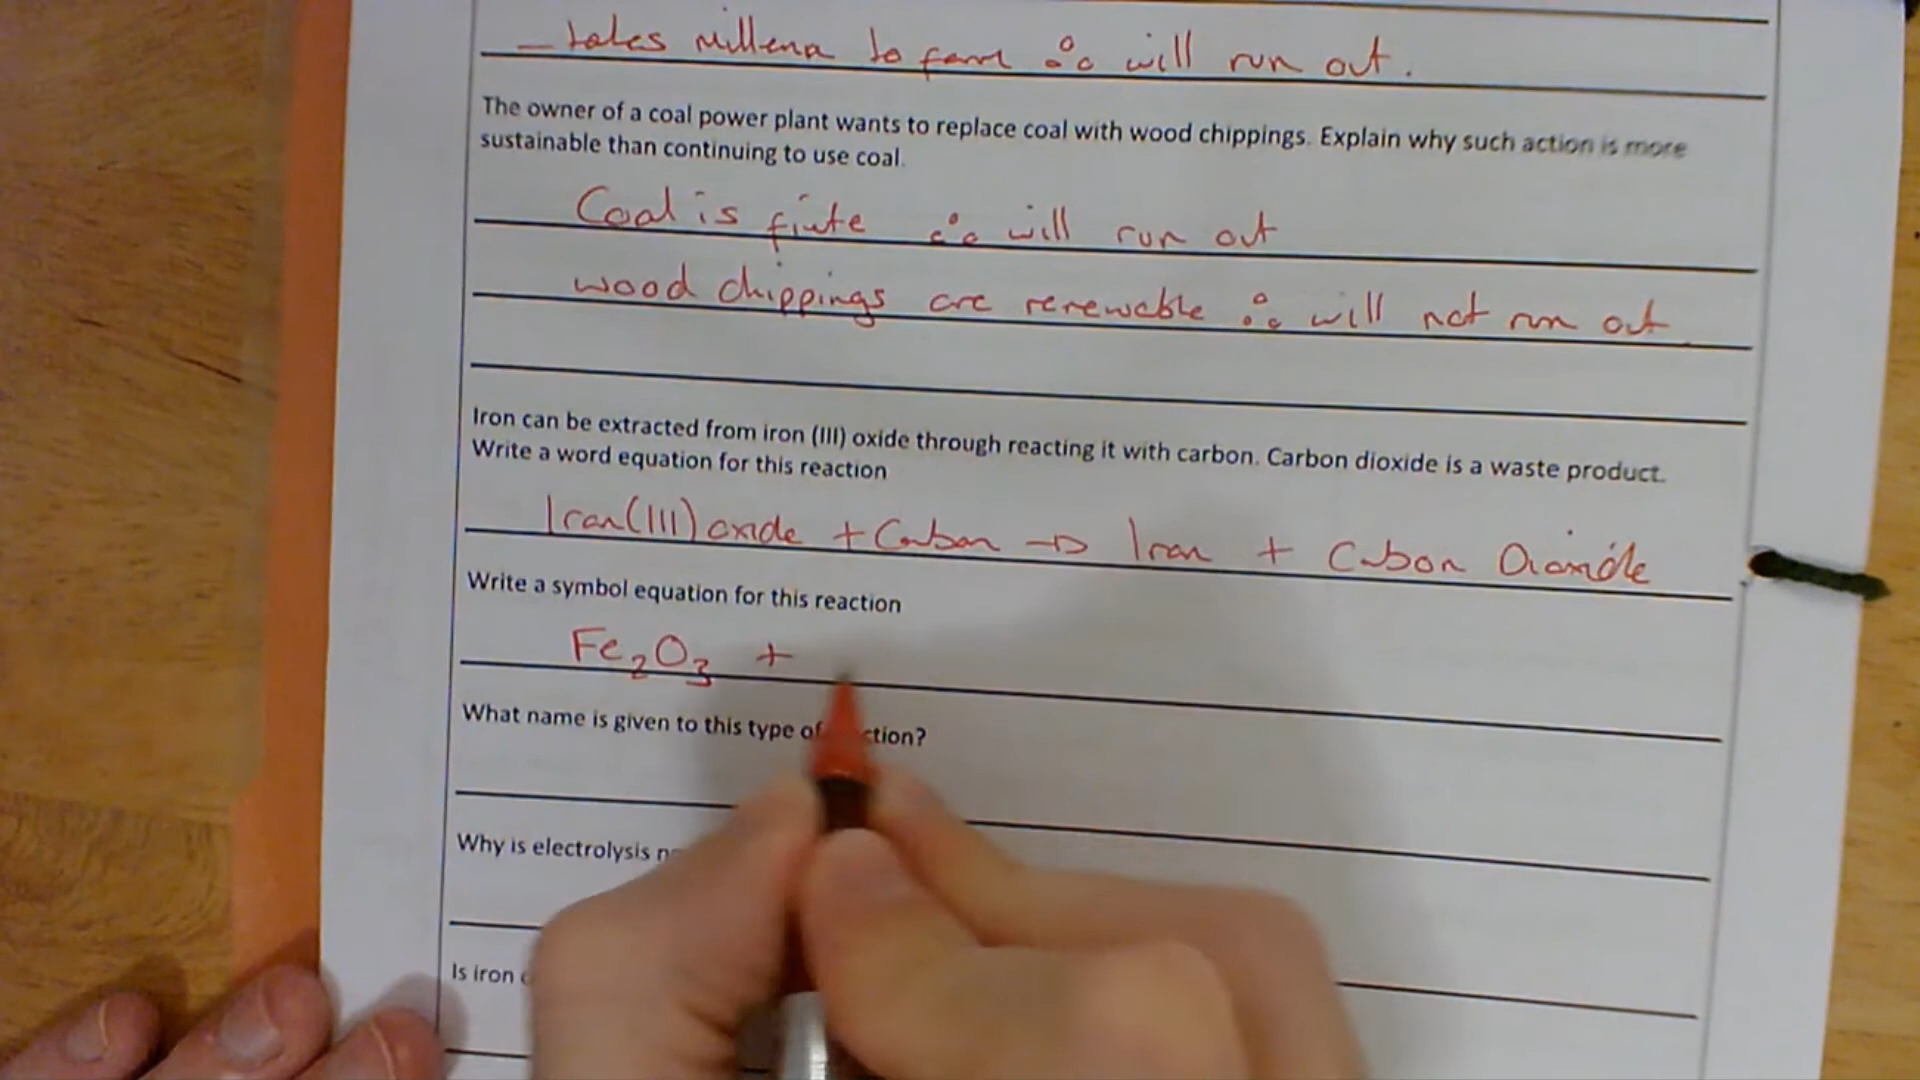 – takes millena to form ∴ will run out.
The owner of a coal power plant wants to replace coal with wood chippings. Explain why such action is more
sustainable than continuing to use coal.
Coal is finte ∴ will run out
wood chippings are renewable ∴ will not run out
Iron can be extracted from iron (III) oxide through reacting it with carbon. Carbon dioxide is a waste product.
Write a word equation for this reaction
Iron(III) oxide + Carbon → Iron + Carbon Dioxide
Write a symbol equation for this reaction
Fe₂O₃ +
What name is given to this type of
Why is electrolysis
Is iron